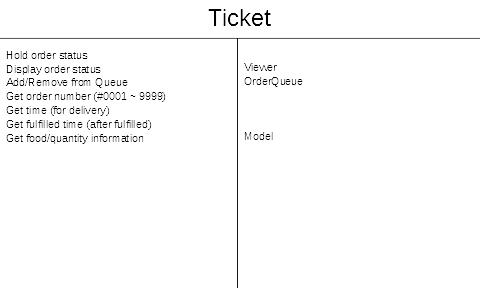 Ticket
Hold order status
Display order status
Viewer
Add/Remove from Queue
OrderQueue
Get order number (#0001 ~ 9999)
Get time (for delivery)
Get fulfilled time (after fulfilled)
Get food/quantity information
Model